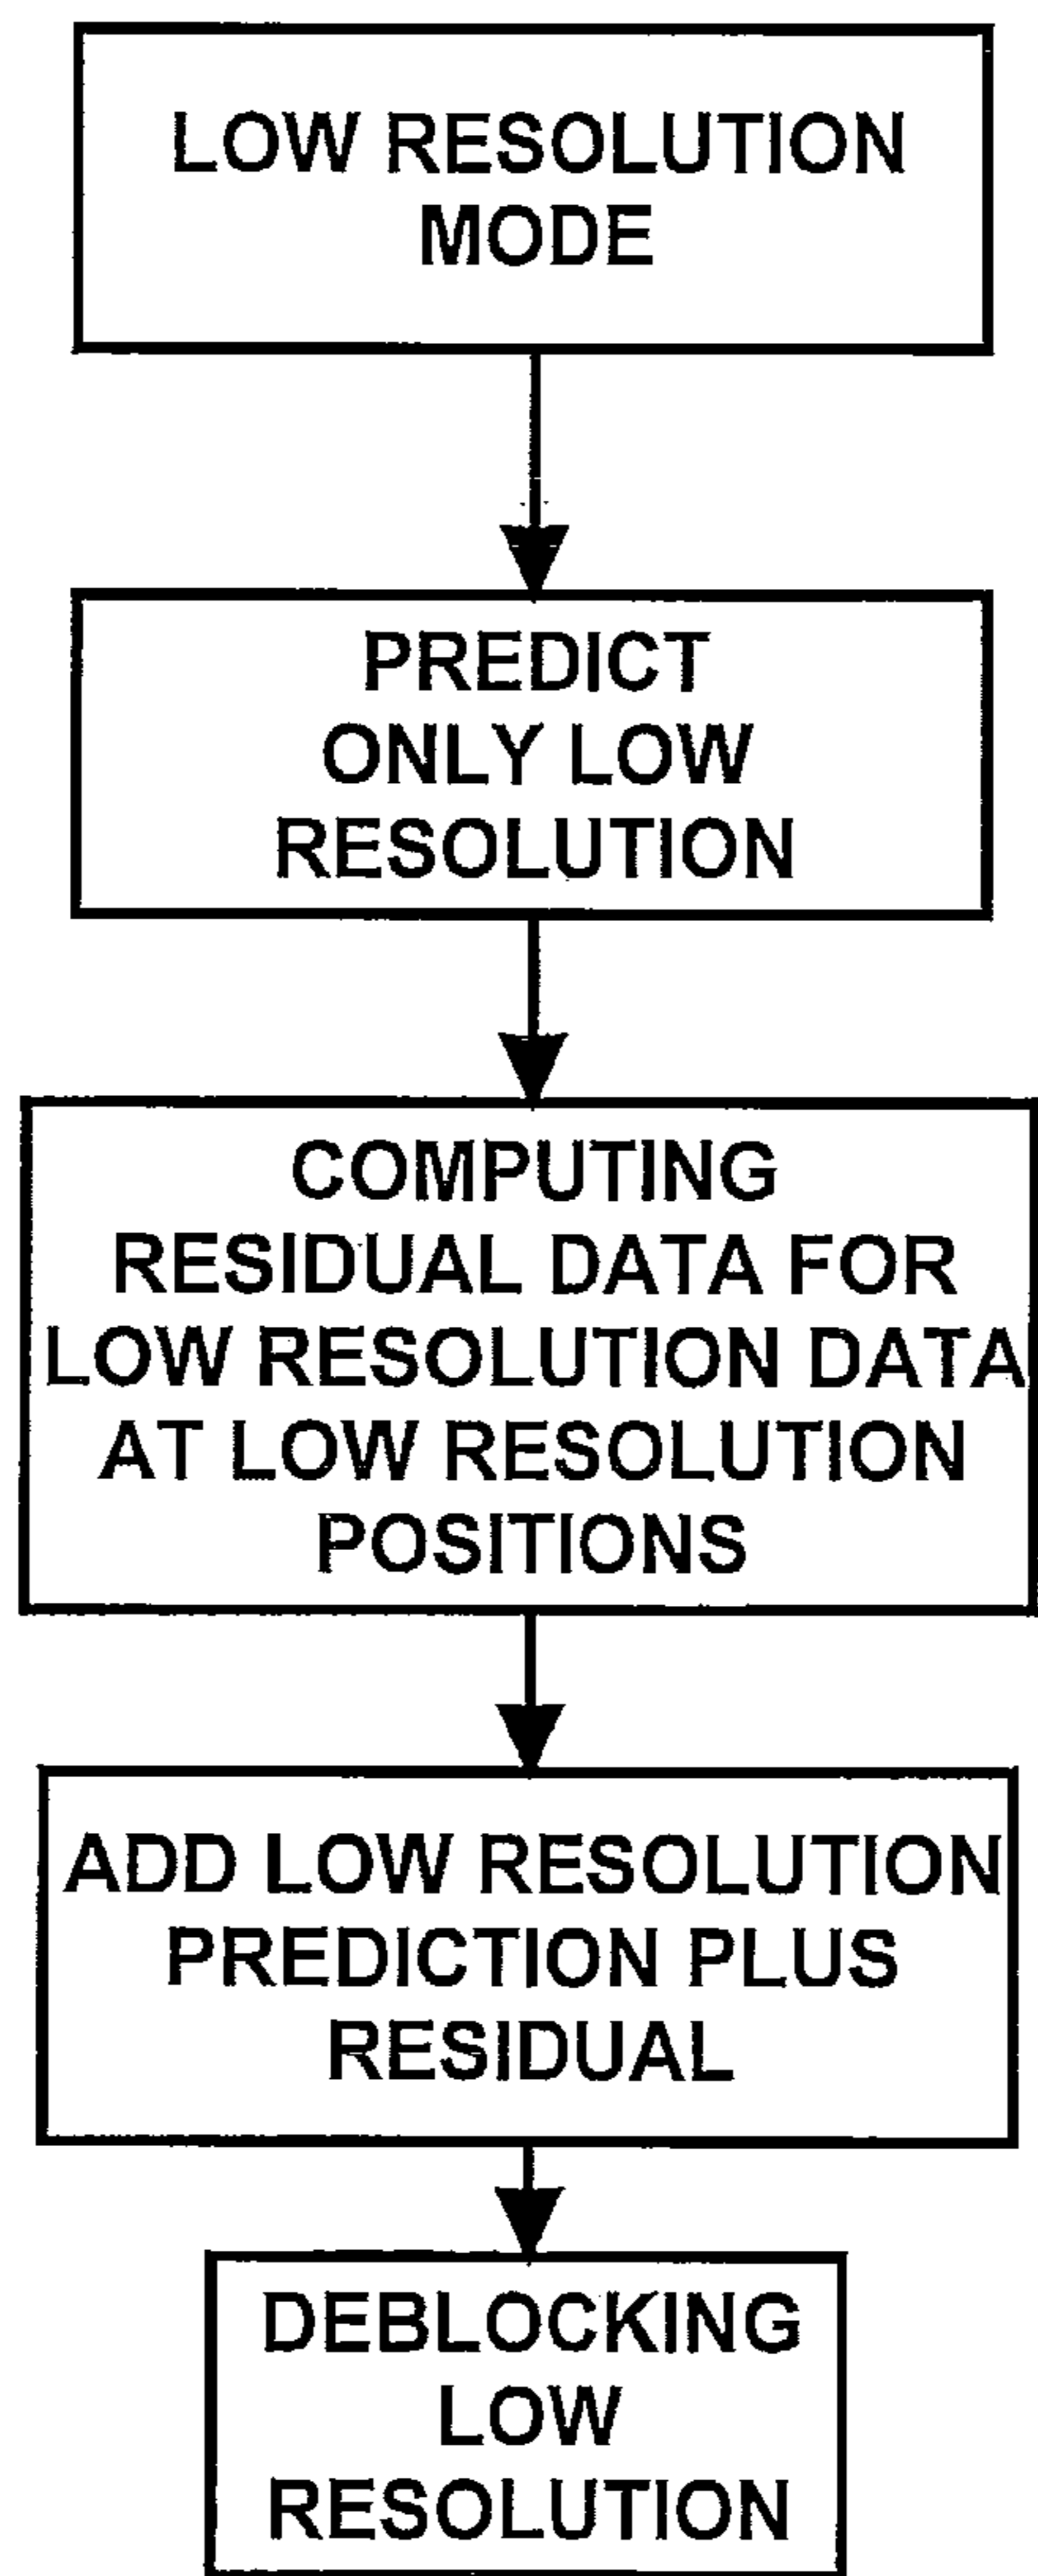 LOW RESOLUTION
MODE
PREDICT
ONLY LOW
RESOLUTION
COMPUTING
RESIDUAL DATA FOR
LOW RESOLUTION DATA
AT LOW RESOLUTION
POSITIONS
ADD LOW RESOLUTION
PREDICTION PLUS
RESIDUAL
DEBLOCKING
LOW
RESOLUTION